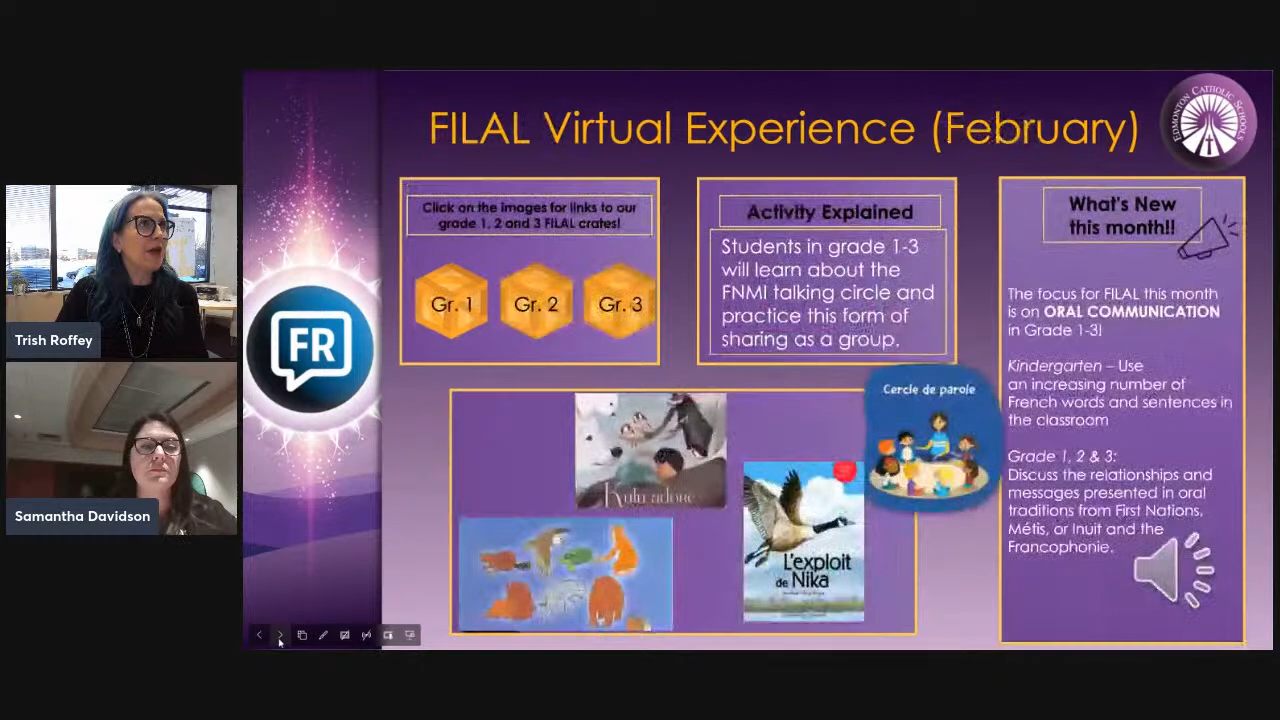 FILAL Virtual Experience (February)
EDMONTON CATHOLIC SCHOOLS
Click on the images for links to our
grade 1, 2 and 3 FILAL crates!
Gr. 1
Gr. 2
Gr. 3
Activity Explained
Students in grade 1-3
will learn about the
FNMI talking circle and
practice this form of
sharing as a group.
What's New
this month!!
The focus for FILAL this month
is on ORAL COMMUNICATION
in Grade 1-3!
Kindergarten – Use
an increasing number of
French words and sentences in
the classroom
Grade 1, 2 & 3:
Discuss the relationships and
messages presented in oral
traditions from First Nations,
Métis, or Inuit and the
Francophonie.
FR
Cercle de parole
L'exploit
de Nika
Trish Roffey
Samantha Davidson